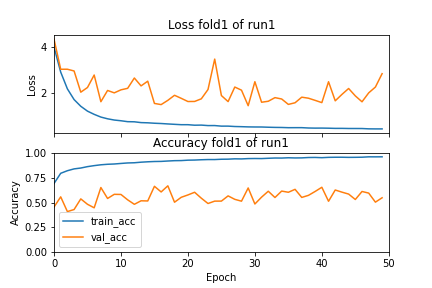 Loss fold1 of run1
4
2
Loss
Accuracy fold1 of run1
1.00
0.75
0.50
0.25
0.00
Accuracy
train_acc
val_acc
0 10 20 30 40 50
Epoch